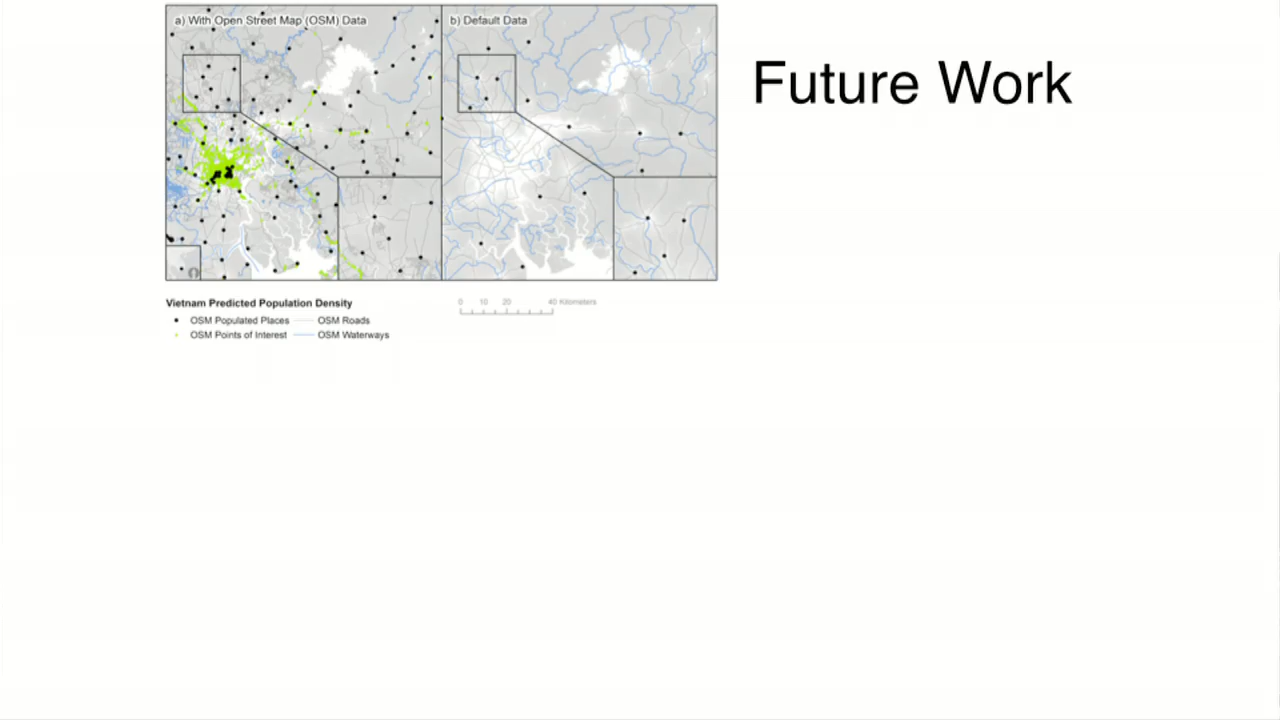 a) With Open Street Map (OSM) Data
b) Default Data
Future Work
Vietnam Predicted Population Density
OSM Populated Places
OSM Roads
OSM Points of Interest
OSM Waterways
0 10 20 40 Kilometers